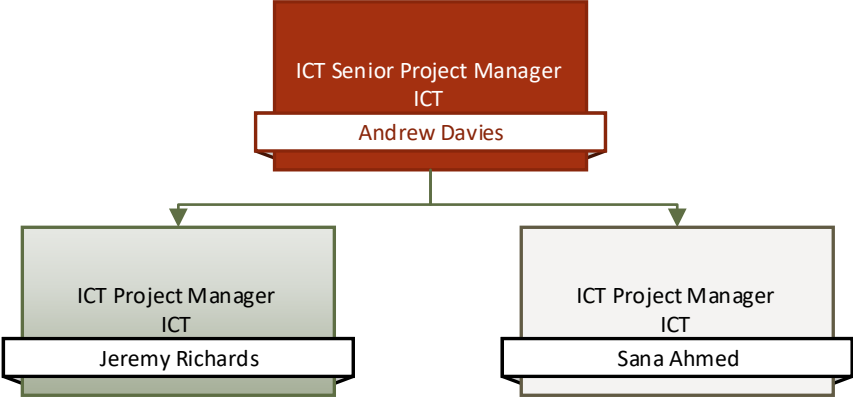 ICT Senior Project Manager
ICT
Andrew Davies
ICT Project Manager
ICT
Jeremy Richards
ICT Project Manager
ICT
Sana Ahmed